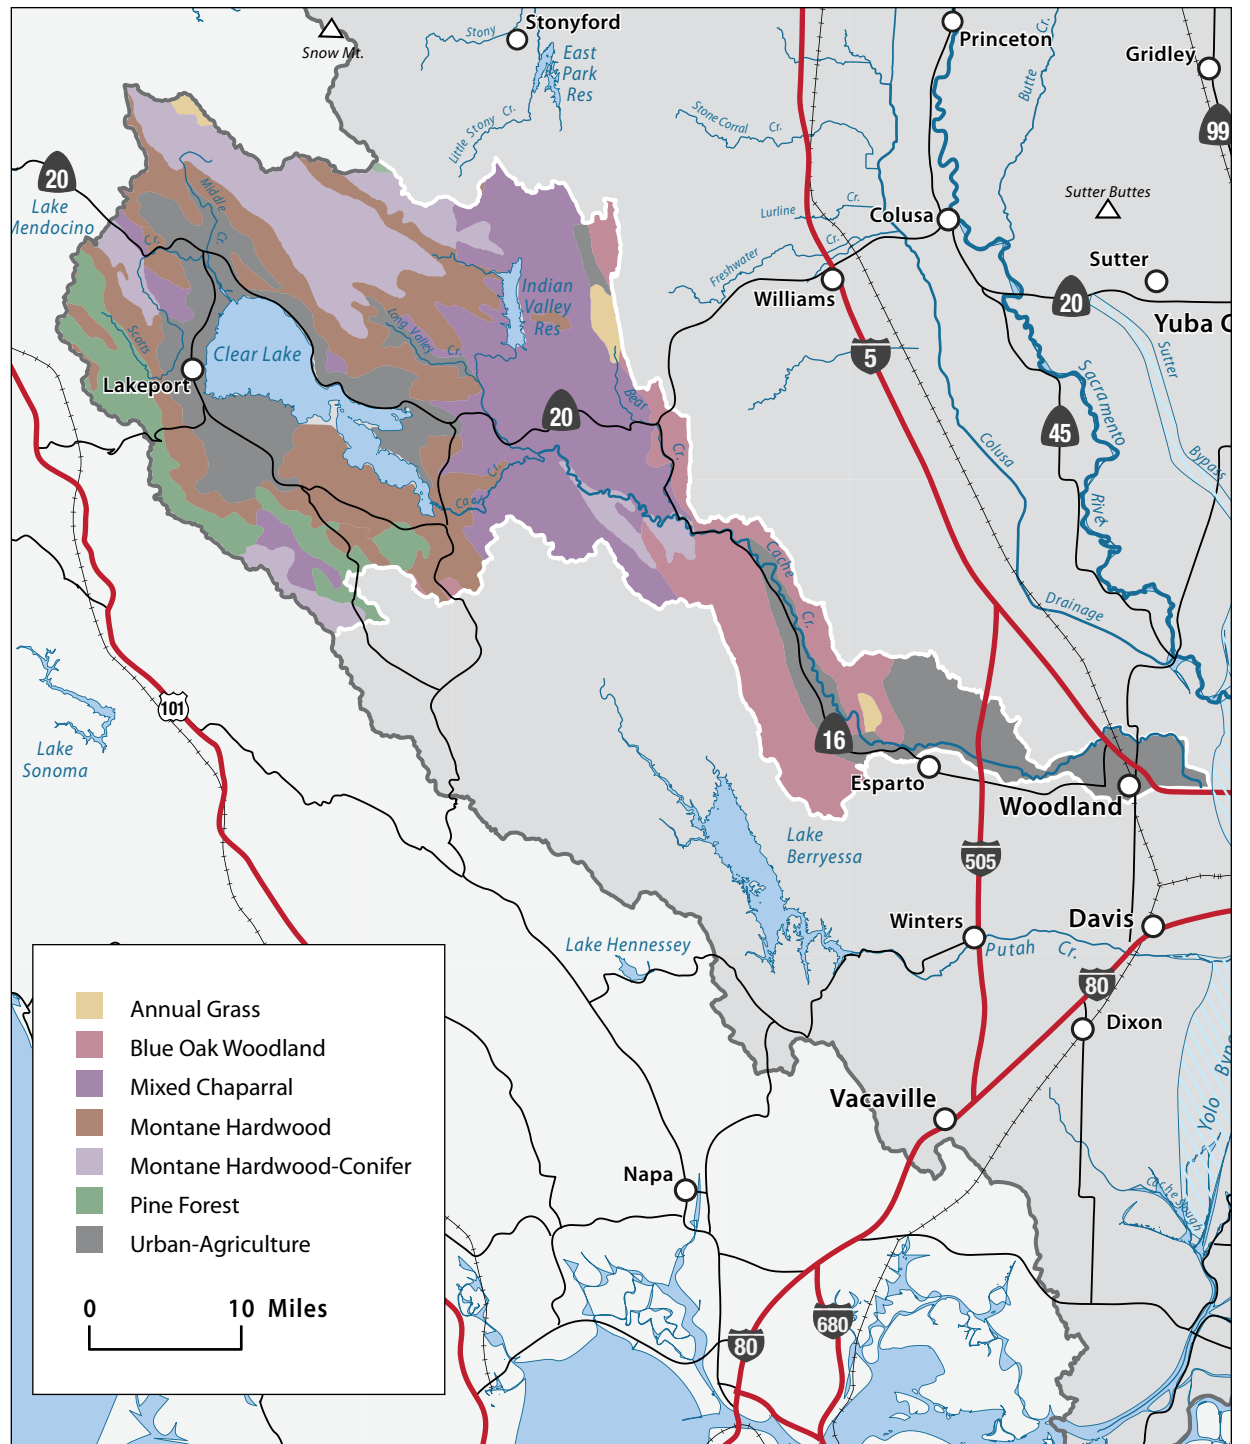 Stonyford
Stony
Snow Mt.
East
Park
Res
Little Stony Cr.
Princeton
Butte Cr.
Gridley
99
Stone Corral Cr.
20
Lake
Mendocino
Middle
Cr.
Cr.
Lurline Cr.
Colusa
Sutter Buttes
Freshwater Cr.
Sutter
Williams
20
Indian
Valley
Res
Yuba C
Scotts
Clear Lake
Long Valley Cr.
5
Sutter
Bypass
Lakeport
20
Bear
Cr.
45
Sacramento
River
Colusa
Drainage
Cache
Cr.
Cache
Cr.
101
Lake
Sonoma
16
Esparto
Woodland
Lake
Berryessa
505
Winters
Davis
Putah Cr.
Lake Hennessey
80
Dixon
Vacaville
Yolo
Byp
Napa
Cache Slough
680
80
Annual Grass
Blue Oak Woodland
Mixed Chaparral
Montane Hardwood
Montane Hardwood-Conifer
Pine Forest
Urban-Agriculture
0 10 Miles